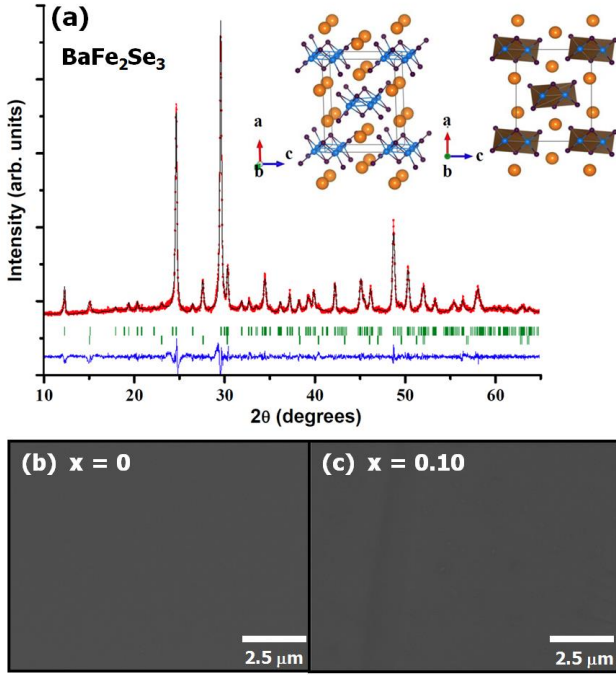 (a)
BaFe₂Se₃
a
b
c
a
b
c
Intensity (arb. units)
10 20 30 40 50 60
2θ (degrees)
(b) x = 0
2.5 μm
(c) x = 0.10
2.5 μm